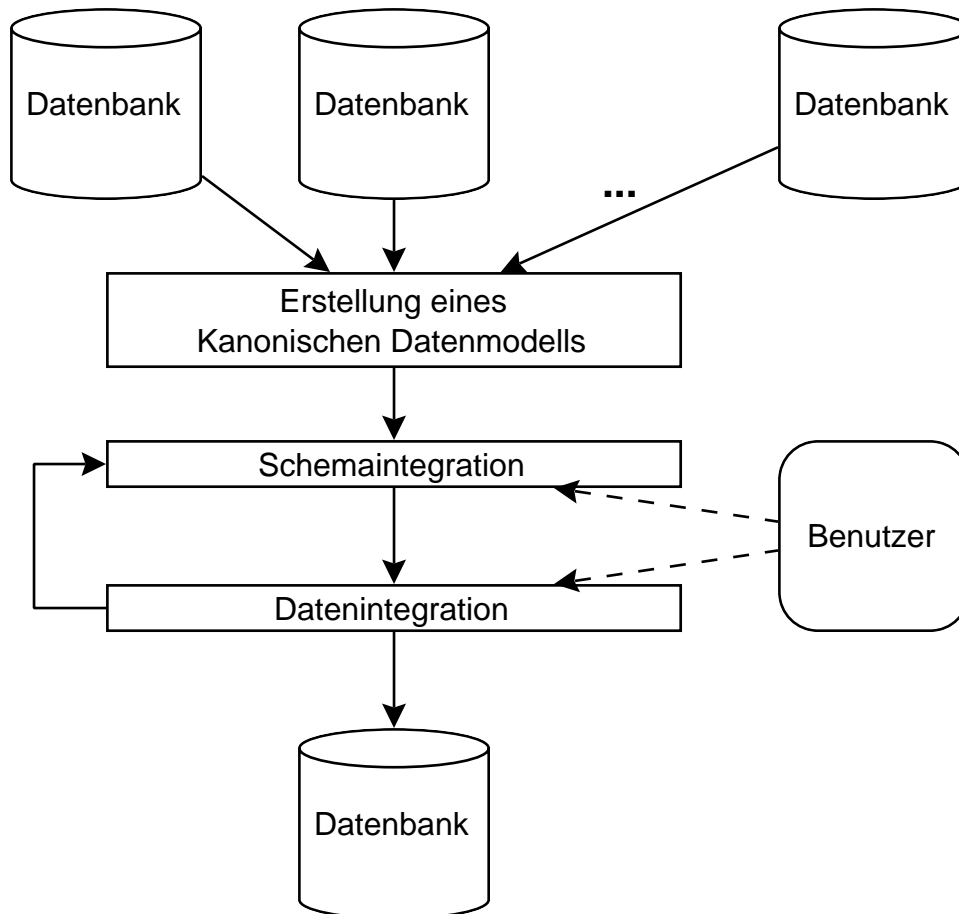 Datenbank
Datenbank
...
Datenbank
Erstellung eines
Kanonischen Datenmodells
Schemaintegration
Benutzer
Datenintegration
Datenbank